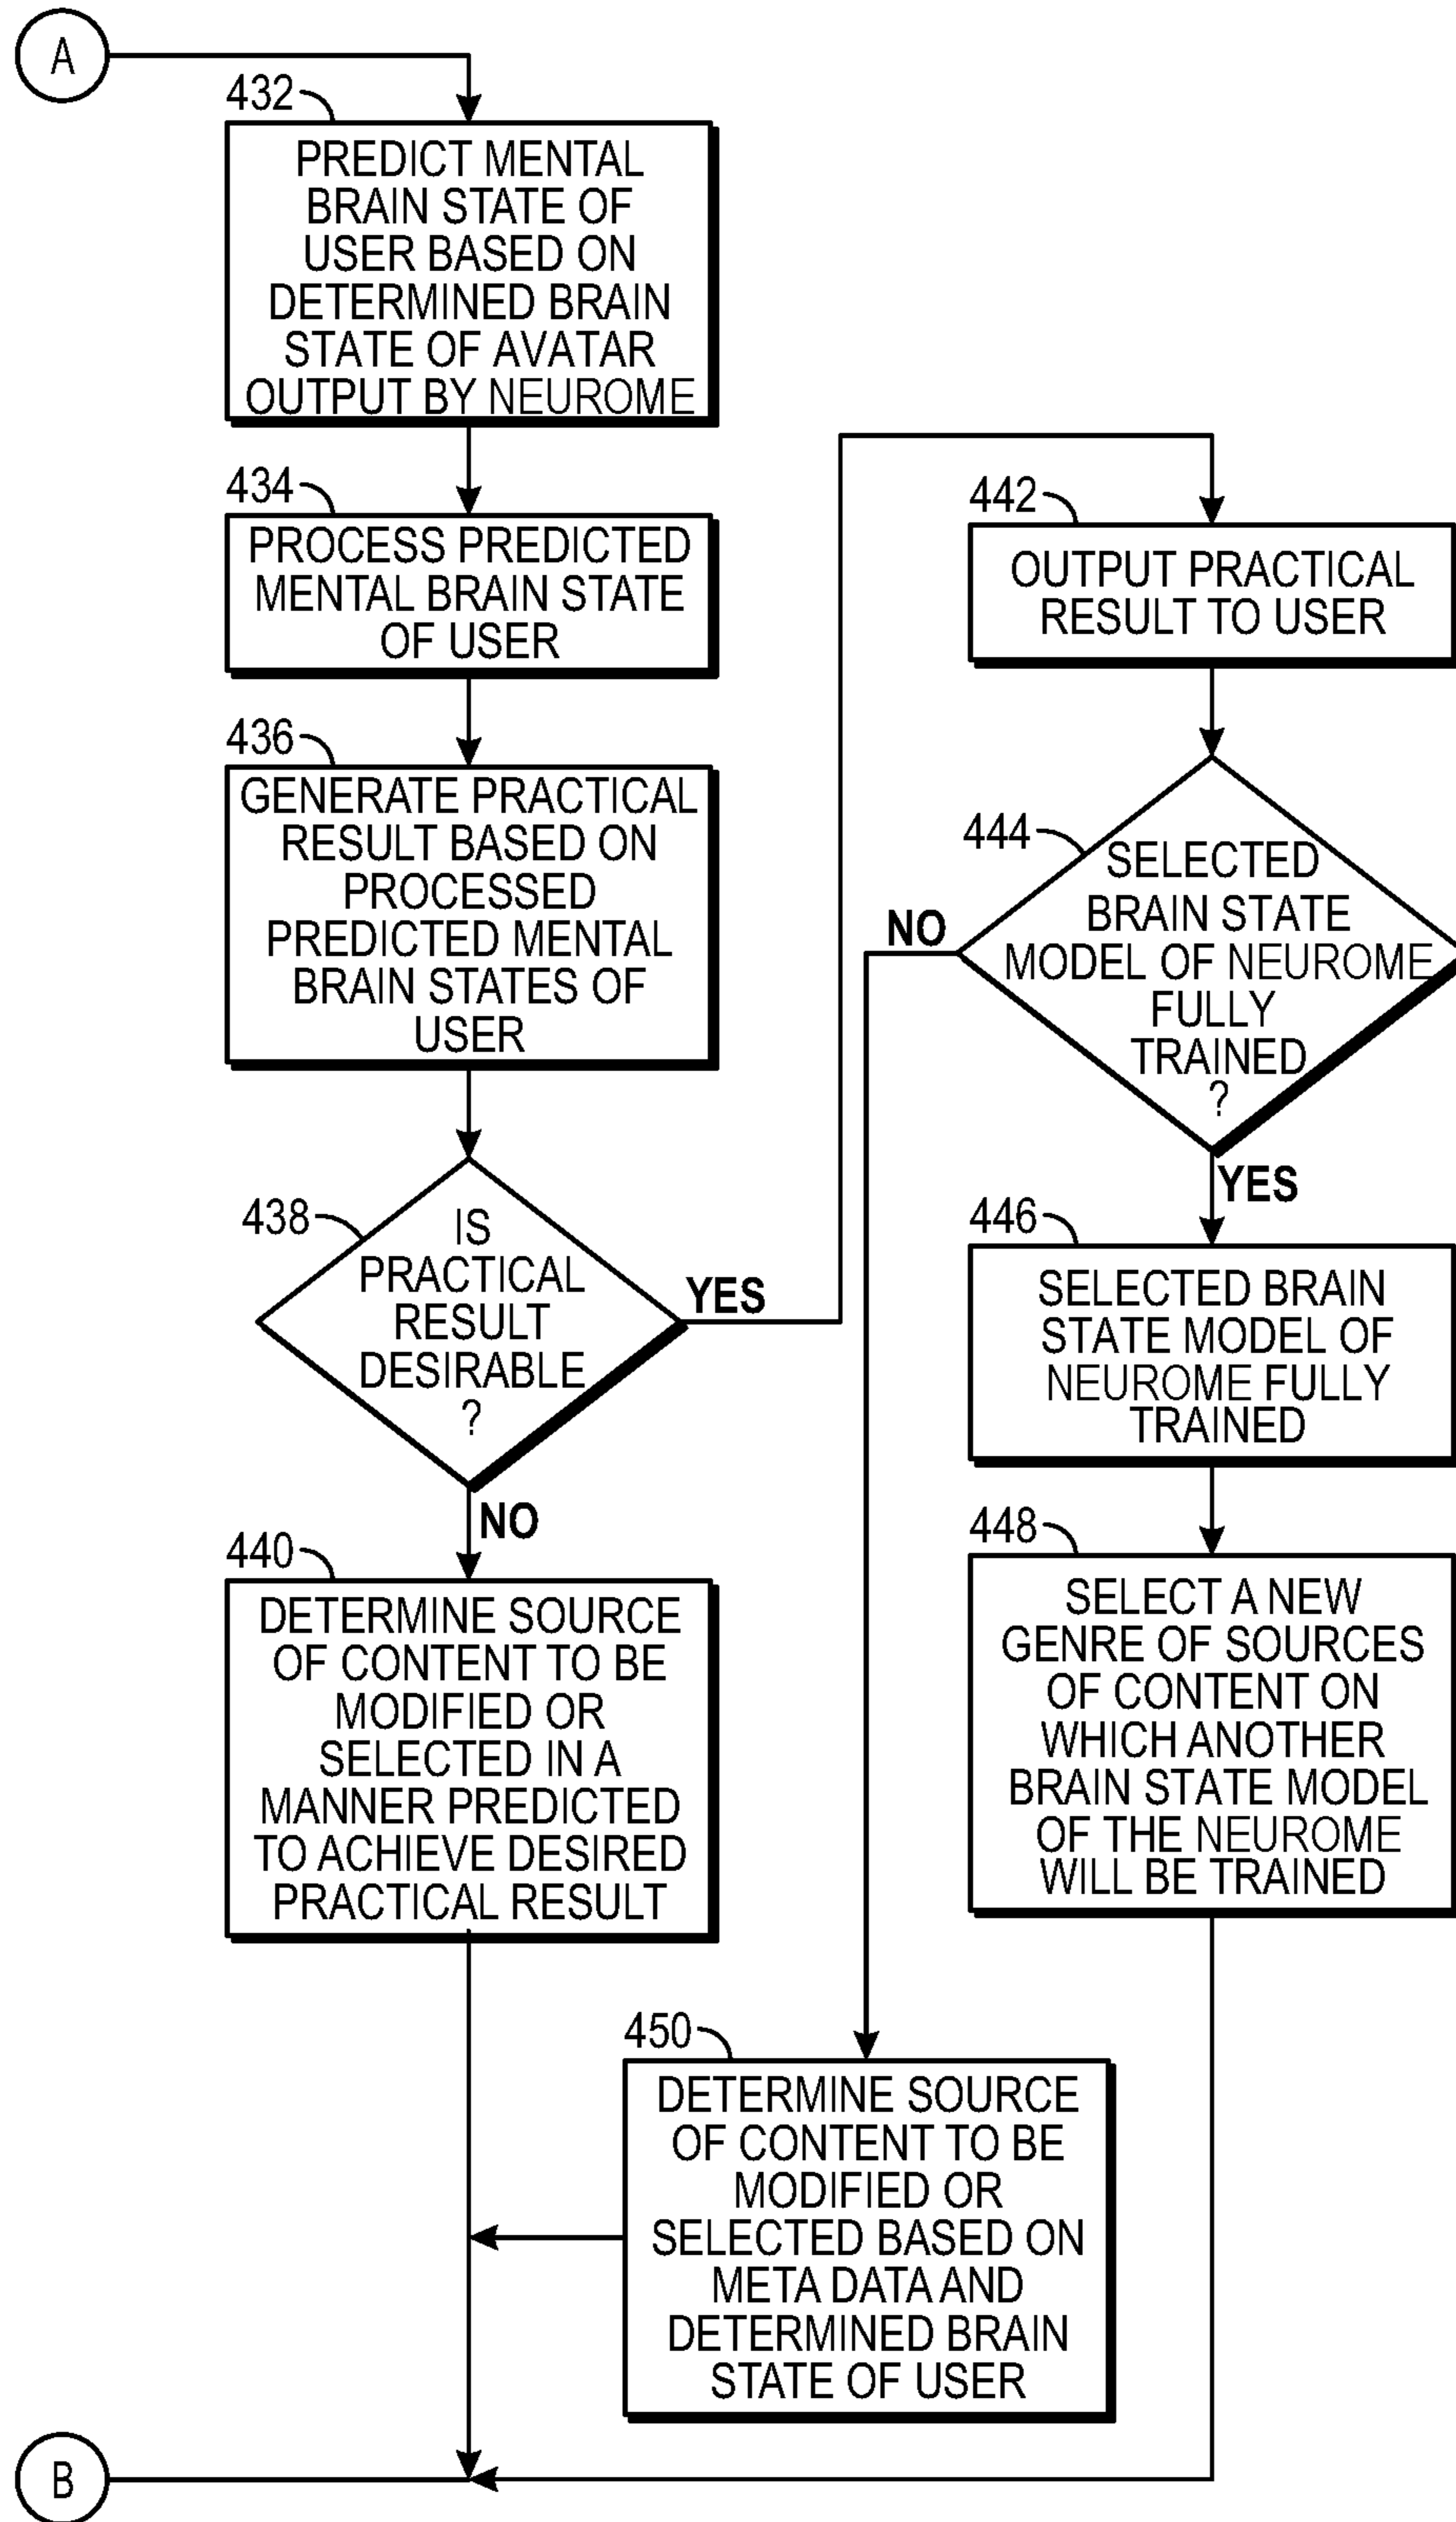 A
432
PREDICT MENTAL
BRAIN STATE OF
USER BASED ON
DETERMINED BRAIN
STATE OF AVATAR
OUTPUT BY NEUROME
434
PROCESS PREDICTED
MENTAL BRAIN STATE
OF USER
436
GENERATE PRACTICAL
RESULT BASED ON
PROCESSED
PREDICTED MENTAL
BRAIN STATES OF
USER
438
IS
PRACTICAL
RESULT
DESIRABLE
?
YES
NO
440
DETERMINE SOURCE
OF CONTENT TO BE
MODIFIED OR
SELECTED IN A
MANNER PREDICTED
TO ACHIEVE DESIRED
PRACTICAL RESULT
442
OUTPUT PRACTICAL
RESULT TO USER
444
SELECTED
BRAIN STATE
MODEL OF NEUROME
FULLY
TRAINED
?
NO
YES
446
SELECTED BRAIN
STATE MODEL OF
NEUROME FULLY
TRAINED
448
SELECT A NEW
GENRE OF SOURCES
OF CONTENT ON
WHICH ANOTHER
BRAIN STATE MODEL
OF THE NEUROME
WILL BE TRAINED
450
DETERMINE SOURCE
OF CONTENT TO BE
MODIFIED OR
SELECTED BASED ON
META DATA AND
DETERMINED BRAIN
STATE OF USER
B